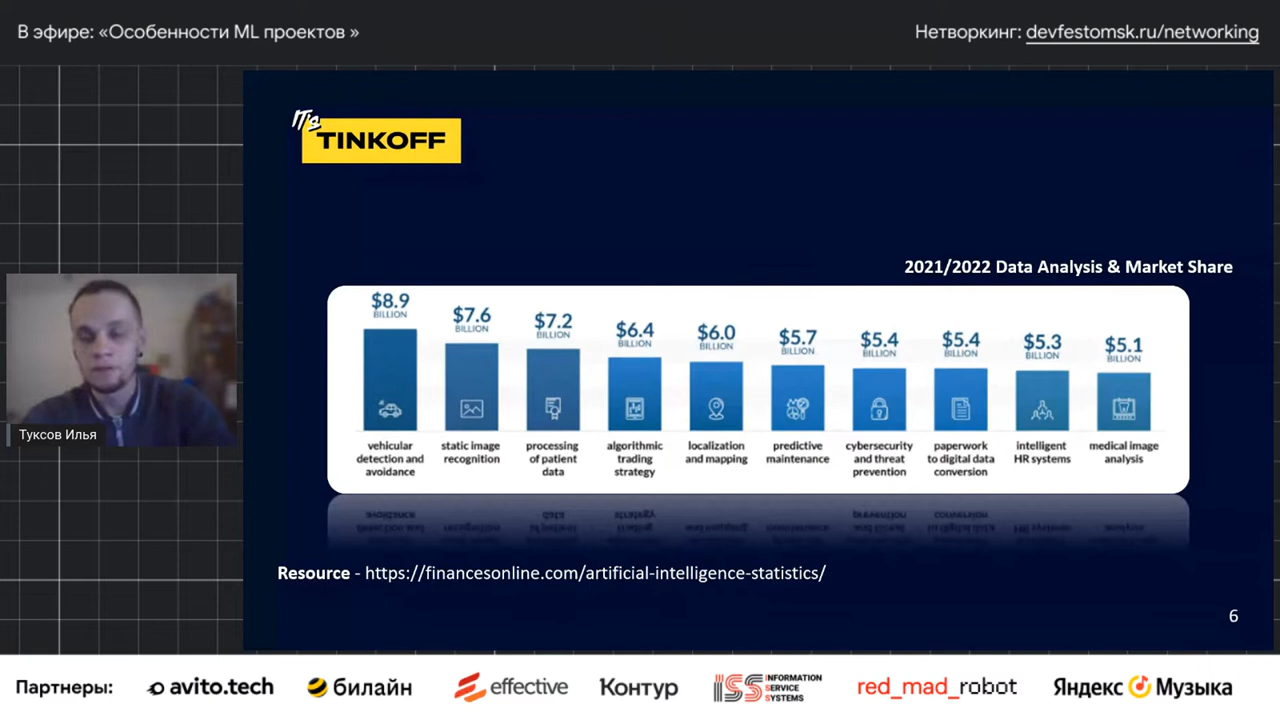 В эфире: «Особенности ML проектов »
Нетворкинг: devfestomsk.ru/networking
IT's
TINKOFF
2021/2022 Data Analysis & Market Share
$8.9
BILLION
$7.6
BILLION
$7.2
BILLION
$6.4
BILLION
$6.0
BILLION
$5.7
BILLION
$5.4
BILLION
$5.4
BILLION
$5.3
BILLION
$5.1
BILLION
vehicular
detection and
avoidance
static image
recognition
processing
of patient
data
algorithmic
trading
strategy
localization
and mapping
predictive
maintenance
cybersecurity
and threat
prevention
paperwork
to digital data
conversion
intelligent
HR systems
medical image
analysis
Туксов Илья
Resource - https://financesonline.com/artificial-intelligence-statistics/
6
Партнеры:
avito.tech
билайн
effective
Контур
ISS INFORMATION
SERVICE
SYSTEMS
red_mad_robot
Яндекс Музыка